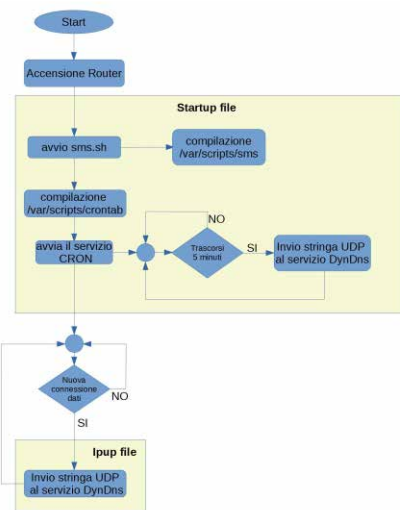 Start
Accensione Router
Startup file
avvio sms.sh
compilazione
/var/scripts/sms
compilazione
/var/scripts/crontab
avvia il servizio
CRON
NO
Trascorsi
5 minuti
SI
Invio stringa UDP
al servizio DynDns
Nuova
connessione
dati
NO
SI
Ipup file
Invio stringa UDP
al servizio DynDns